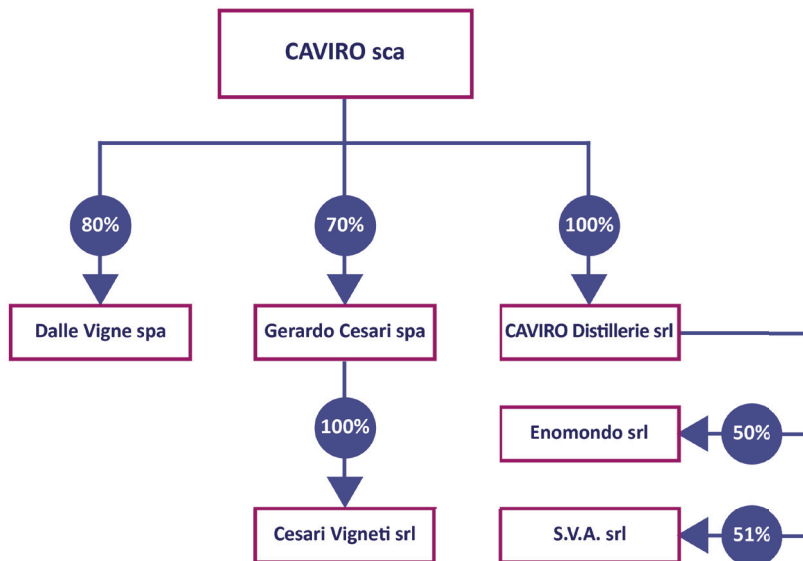 CAVIRO sca
80%
70%
100%
Dalle Vigne spa
Gerardo Cesari spa
CAVIRO Distillerie srl
100%
Enomondo srl
50%
Cesari Vigneti srl
S.V.A. srl
51%